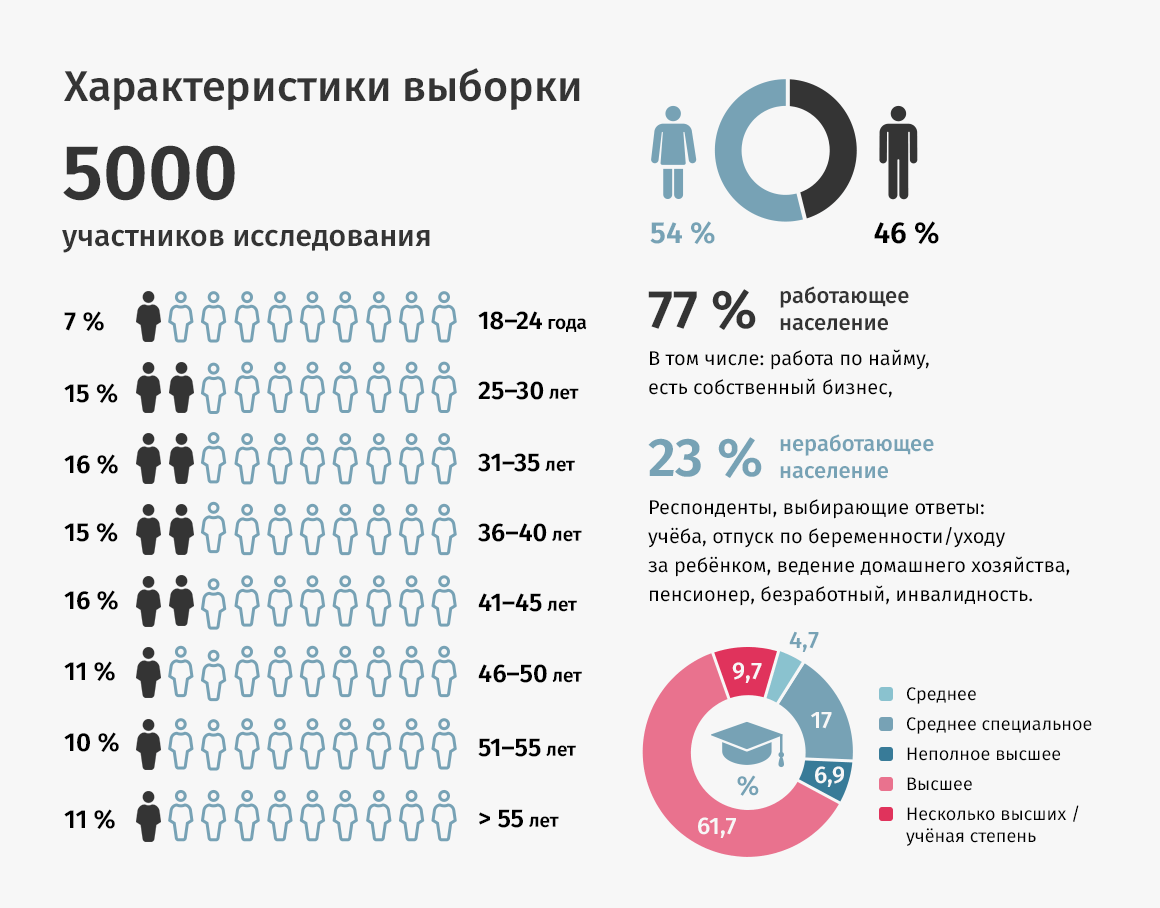 Характеристики выборки
5000
участников исследования
7 % 18–24 года
15 % 25–30 лет
16 % 31–35 лет
15 % 36–40 лет
16 % 41–45 лет
11 % 46–50 лет
10 % 51–55 лет
11 % > 55 лет
54 % 46 %
77 % работающее
население
В том числе: работа по найму,
есть собственный бизнес,
23 % неработающее
население
Респонденты, выбирающие ответы:
учёба, отпуск по беременности/уходу
за ребёнком, ведение домашнего хозяйства,
пенсионер, безработный, инвалидность.
4,7
9,7
17
6,9
%
61,7
Среднее
Среднее специальное
Неполное высшее
Высшее
Несколько высших /
учёная степень